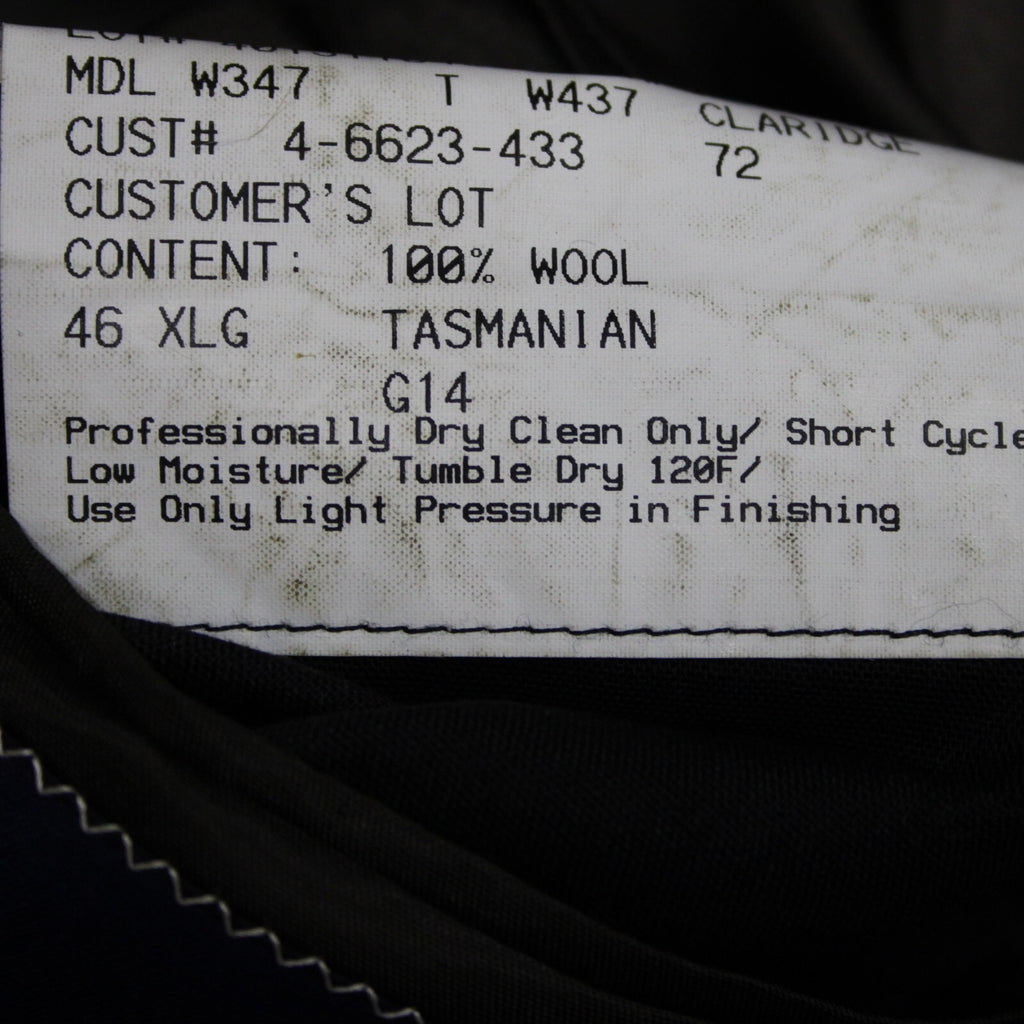 MDL W347 T W437 CLARIDGE
CUST# 4-6623-433 72
CUSTOMER'S LOT
CONTENT: 100% WOOL
46 XLG TASMANIAN
G14
Professionally Dry Clean Only/ Short Cycle
Low Moisture/ Tumble Dry 120F/
Use Only Light Pressure in Finishing